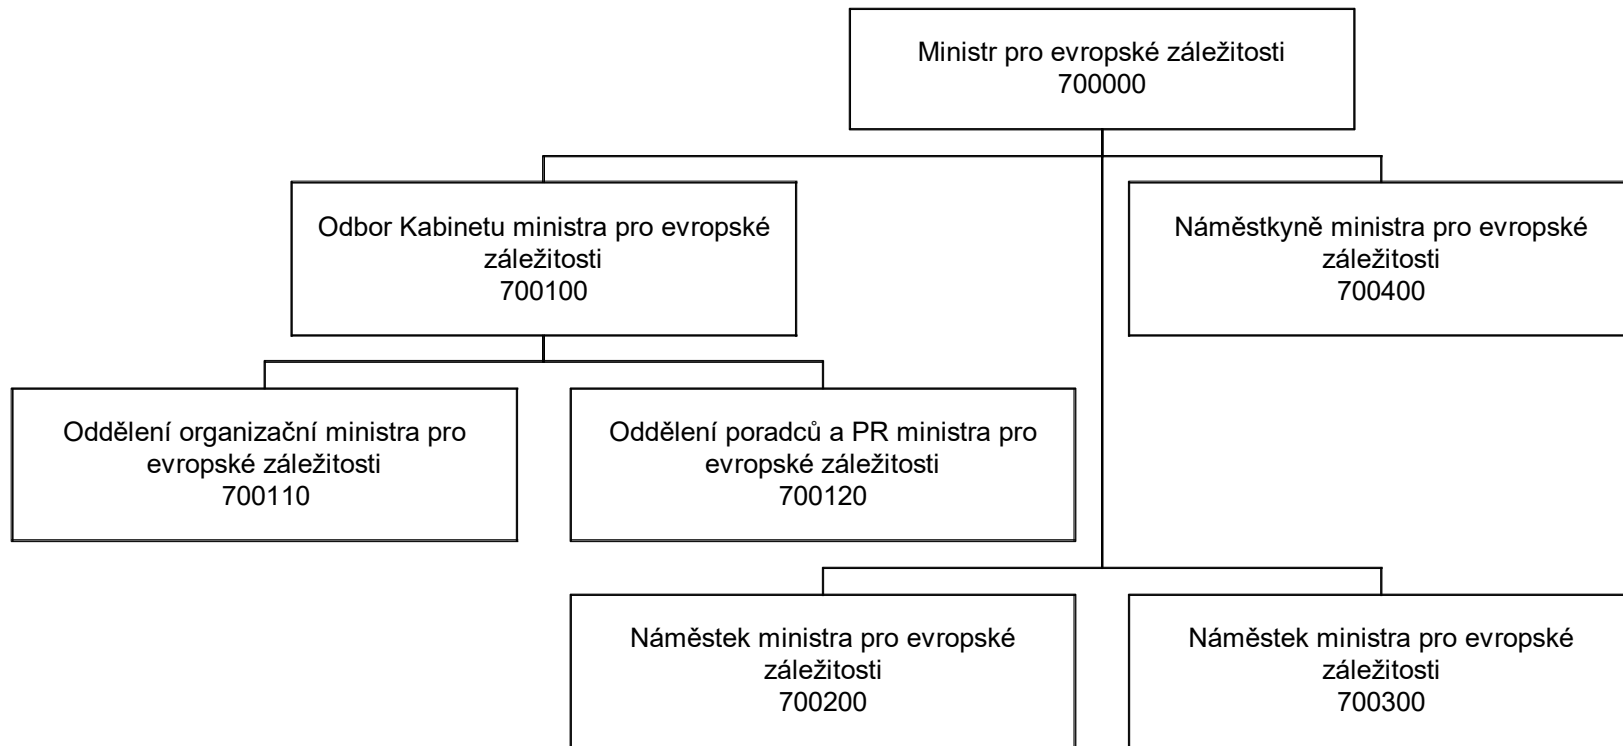 Ministr pro evropské záležitosti
700000
Odbor Kabinetu ministra pro evropské
záležitosti
700100
Náměstkyně ministra pro evropské
záležitosti
700400
Oddělení organizační ministra pro
evropské záležitosti
700110
Oddělení poradců a PR ministra pro
evropské záležitosti
700120
Náměstek ministra pro evropské
záležitosti
700200
Náměstek ministra pro evropské
záležitosti
700300